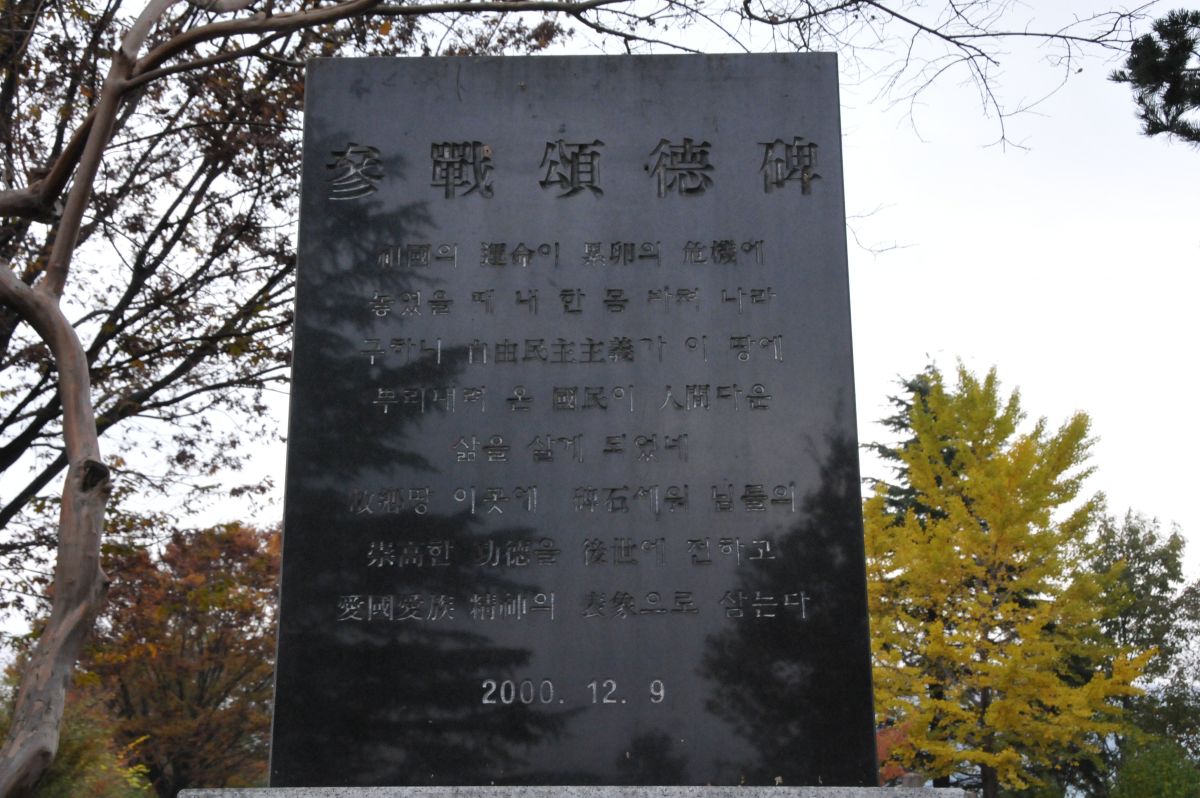 參戰頌德碑
祖國의 運命이 累卵의 危機에
놓였을 때 내 한 몸 바쳐 나라
구하니 自由民主主義가 이 땅에
뿌리내려 온 國民이 人間다운
삶을 살게 되었네
故鄕땅 이곳에 碑石세워 님들의
崇高한 功德을 後世에 전하고
愛國愛族 精神의 表象으로 삼는다
2000. 12. 9